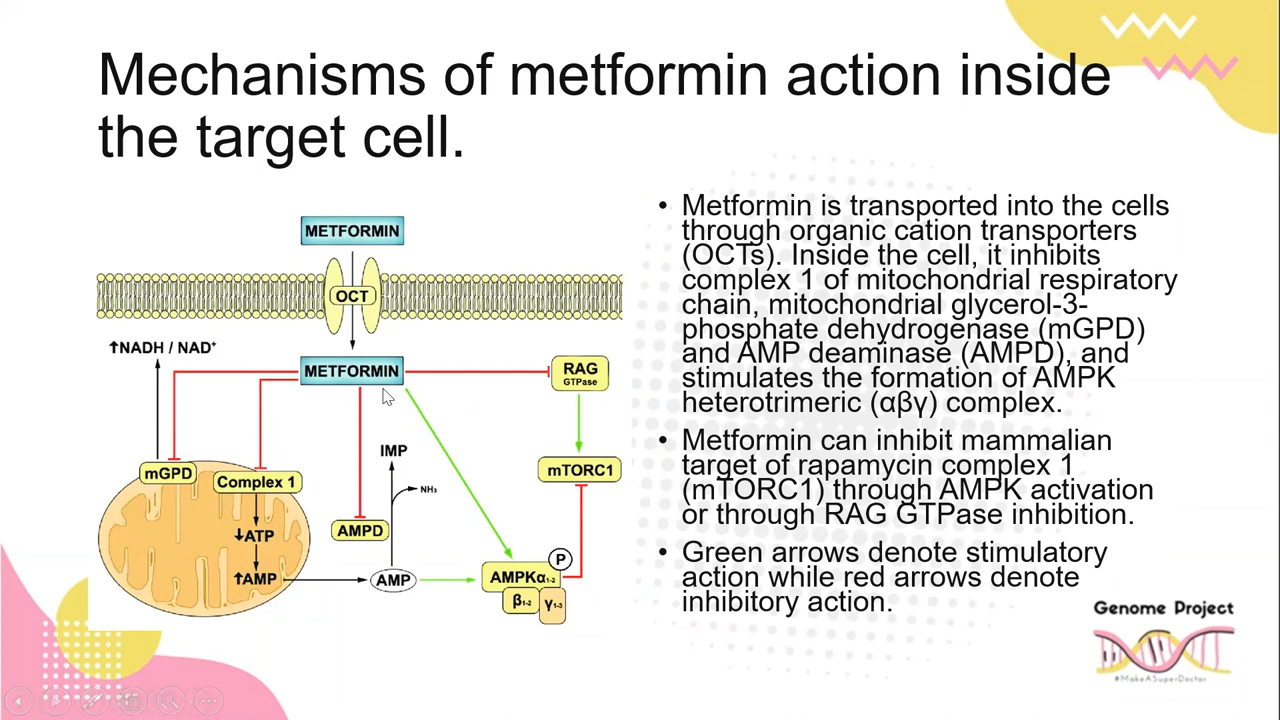 Mechanisms of metformin action inside
the target cell.
METFORMIN
OCT
↑NADH / NAD⁺
METFORMIN
RAG
GTPase
mGPD
Complex 1
↓ATP
↑AMP
IMP
NH₃
AMPD
AMP
mTORC1
P
AMPKα₁₋₂
β₁₋₂
γ₁₋₃
• Metformin is transported into the cells
through organic cation transporters
(OCTs). Inside the cell, it inhibits
complex 1 of mitochondrial respiratory
chain, mitochondrial glycerol-3-
phosphate dehydrogenase (mGPD)
and AMP deaminase (AMPD), and
stimulates the formation of AMPK
heterotrimeric (αβγ) complex.
• Metformin can inhibit mammalian
target of rapamycin complex 1
(mTORC1) through AMPK activation
or through RAG GTPase inhibition.
• Green arrows denote stimulatory
action while red arrows denote
inhibitory action.
Genome Project
#MakeASuperDoctor